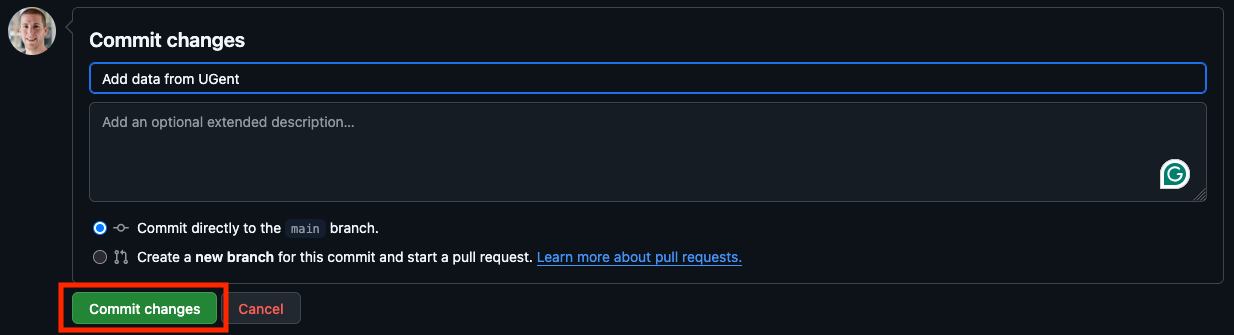 Commit changes
Add data from UGent
Add an optional extended description...
Commit directly to the main branch.
Create a new branch for this commit and start a pull request. Learn more about pull requests.
Commit changes Cancel